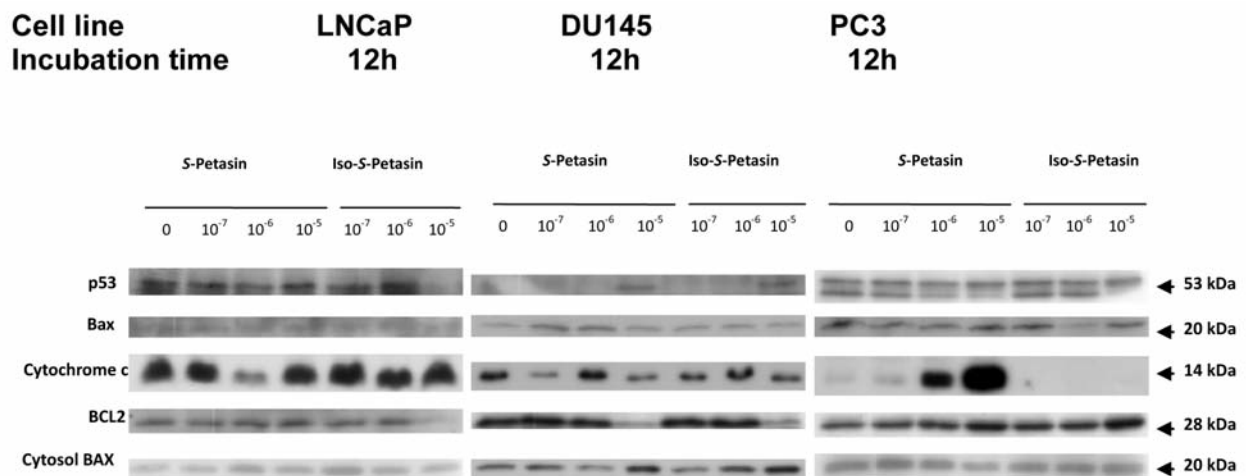 Cell line LNCaP DU145 PC3
Incubation time 12h 12h 12h
S-Petasin Iso-S-Petasin S-Petasin Iso-S-Petasin S-Petasin Iso-S-Petasin
0 10⁻⁷ 10⁻⁶ 10⁻⁵ 10⁻⁷ 10⁻⁶ 10⁻⁵ 0 10⁻⁷ 10⁻⁶ 10⁻⁵ 10⁻⁷ 10⁻⁶ 10⁻⁵ 0 10⁻⁷ 10⁻⁶ 10⁻⁵ 10⁻⁷ 10⁻⁶ 10⁻⁵
p53 53 kDa
Bax 20 kDa
Cytochrome c 14 kDa
BCL2 28 kDa
Cytosol BAX 20 kDa